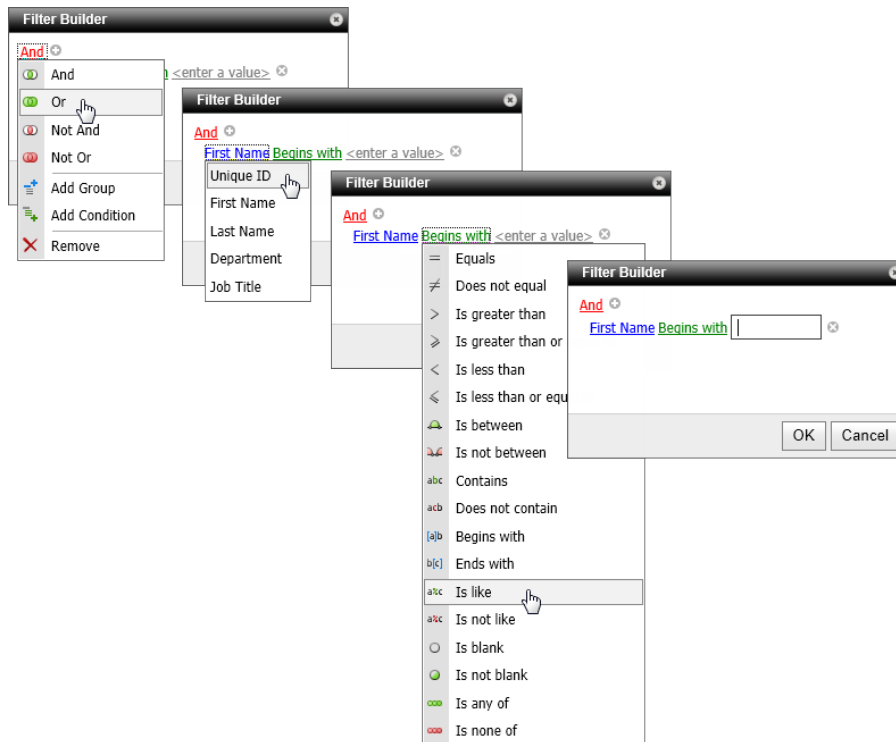 Filter Builder
And
<enter a value>
And
Or
Not And
Not Or
Add Group
Add Condition
Remove
Filter Builder
And
First Name Begins with <enter a value>
Unique ID
First Name
Last Name
Department
Job Title
Filter Builder
And
First Name Begins with <enter a value>
Equals
Does not equal
Is greater than
Is greater than or
Is less than
Is less than or equ
Is between
Is not between
abc Contains
acb Does not contain
[a]b Begins with
b[c] Ends with
a%c Is like
a%c Is not like
Is blank
Is not blank
Is any of
Is none of
Filter Builder
And
First Name Begins with
OK Cancel